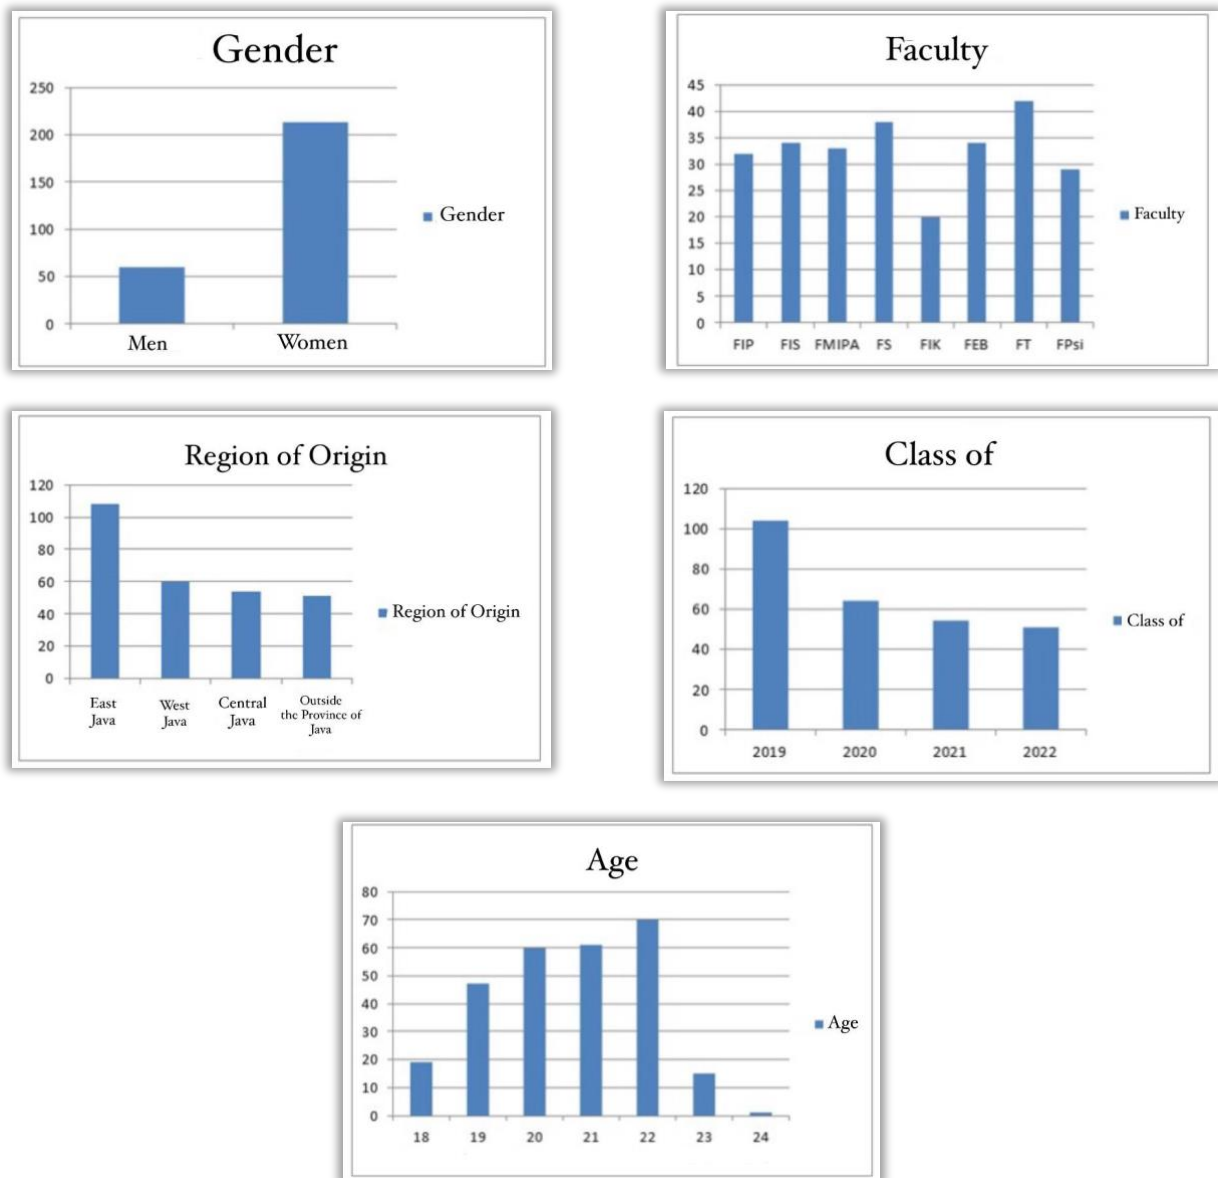 Gender
250
200
150
100
50
0
Men Women
Gender
Faculty
45
40
35
30
25
20
15
10
5
0
FIP FIS FMIPA FS FIK FEB FT FPsi
Faculty
Region of Origin
120
100
80
60
40
20
0
East
Java
West
Java
Central
Java
Outside
the Province of
Java
Region of Origin
Class of
120
100
80
60
40
20
0
2019 2020 2021 2022
Class of
Age
80
70
60
50
40
30
20
10
0
18 19 20 21 22 23 24
Age